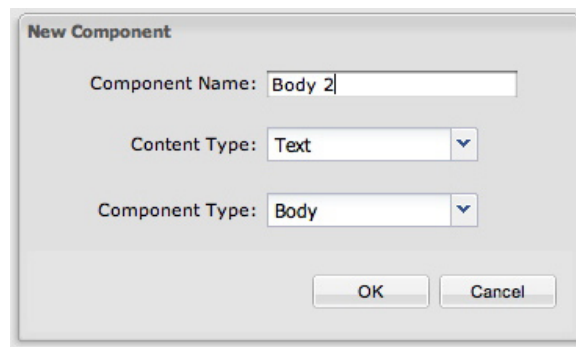 New Component
Component Name: Body 2
Content Type: Text
Component Type: Body
OK Cancel